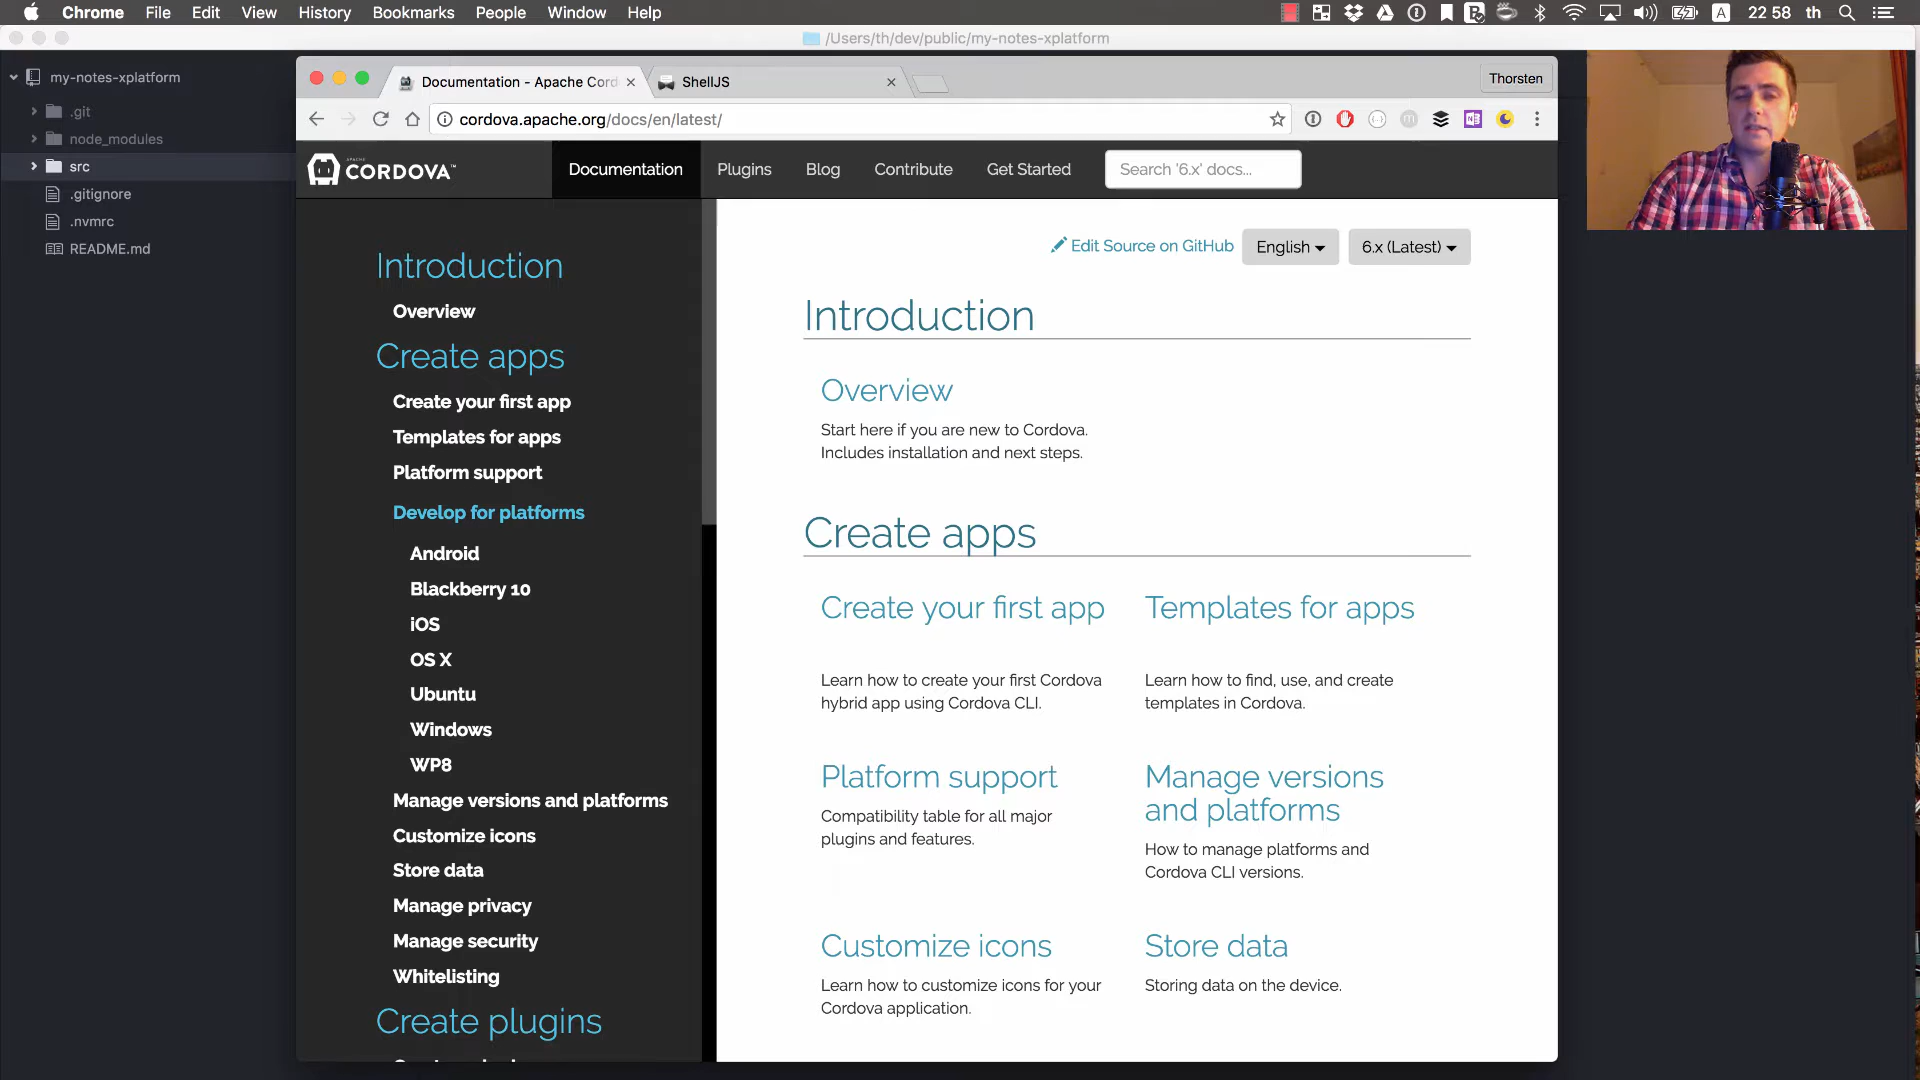 Chrome File Edit View History Bookmarks People Window Help
A 22 58 th
/Users/th/dev/public/my-notes-xplatform
my-notes-xplatform
.git
node_modules
src
.gitignore
.nvmrc
README.md
Documentation - Apache Cord
ShellJS
Thorsten
cordova.apache.org/docs/en/latest/
APACHE
CORDOVA™
Documentation Plugins Blog Contribute Get Started Search '6.x' docs...
Introduction
Overview
Create apps
Create your first app
Templates for apps
Platform support
Develop for platforms
Android
Blackberry 10
iOS
OS X
Ubuntu
Windows
WP8
Manage versions and platforms
Customize icons
Store data
Manage privacy
Manage security
Whitelisting
Create plugins
Edit Source on GitHub English 6.x (Latest)
Introduction
Overview
Start here if you are new to Cordova.
Includes installation and next steps.
Create apps
Create your first app
Learn how to create your first Cordova
hybrid app using Cordova CLI.
Templates for apps
Learn how to find, use, and create
templates in Cordova.
Platform support
Compatibility table for all major
plugins and features.
Manage versions
and platforms
How to manage platforms and
Cordova CLI versions.
Customize icons
Learn how to customize icons for your
Cordova application.
Store data
Storing data on the device.